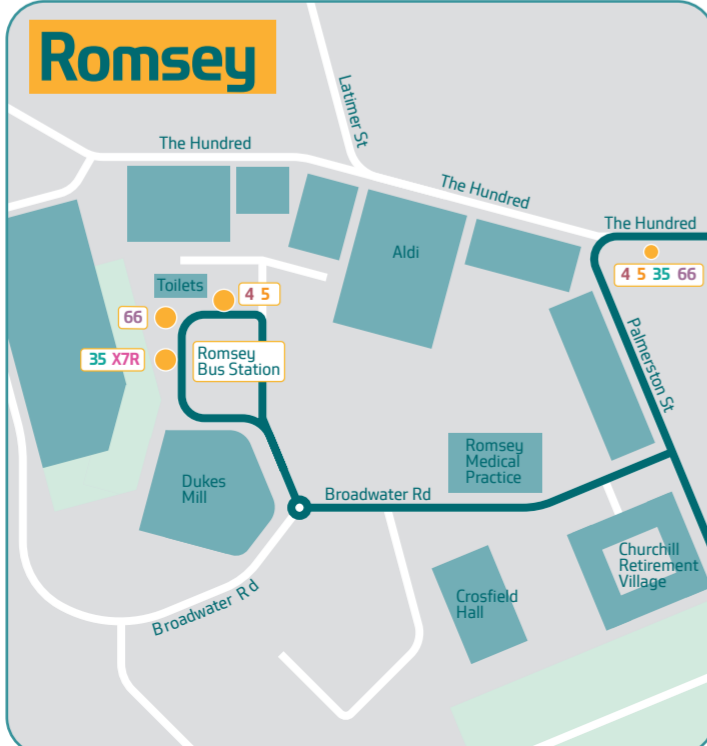 Romsey
Latimer St
The Hundred
The Hundred
The Hundred
Aldi
4 5 35 66
Toilets
4 5
66
Romsey
Bus Station
35 X7R
Palmerston St
Romsey
Medical
Practice
Dukes
Mill
Broadwater Rd
Churchill
Retirement
Village
Crosfield
Hall
Broadwater Rd